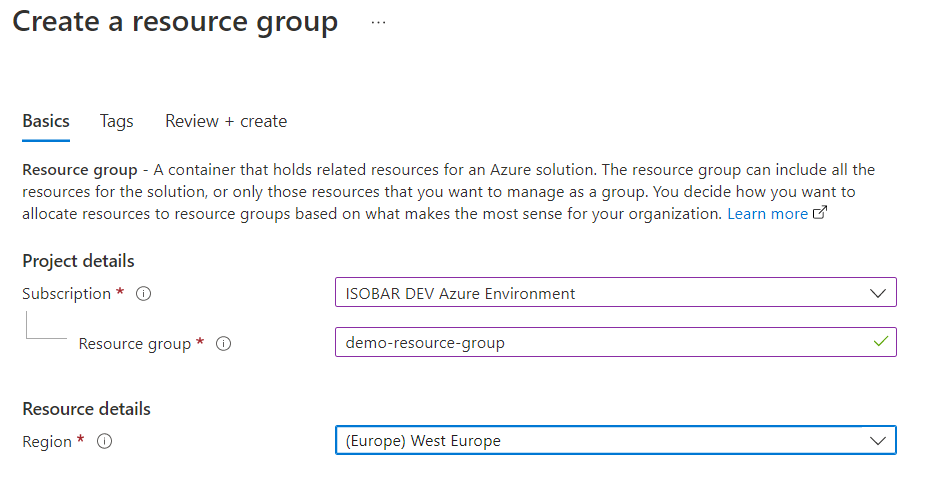 Create a resource group ...
Basics Tags Review + create
Resource group - A container that holds related resources for an Azure solution. The resource group can include all the
resources for the solution, or only those resources that you want to manage as a group. You decide how you want to
allocate resources to resource groups based on what makes the most sense for your organization. Learn more
Project details
Subscription * ISOBAR DEV Azure Environment
Resource group * demo-resource-group
Resource details
Region * (Europe) West Europe